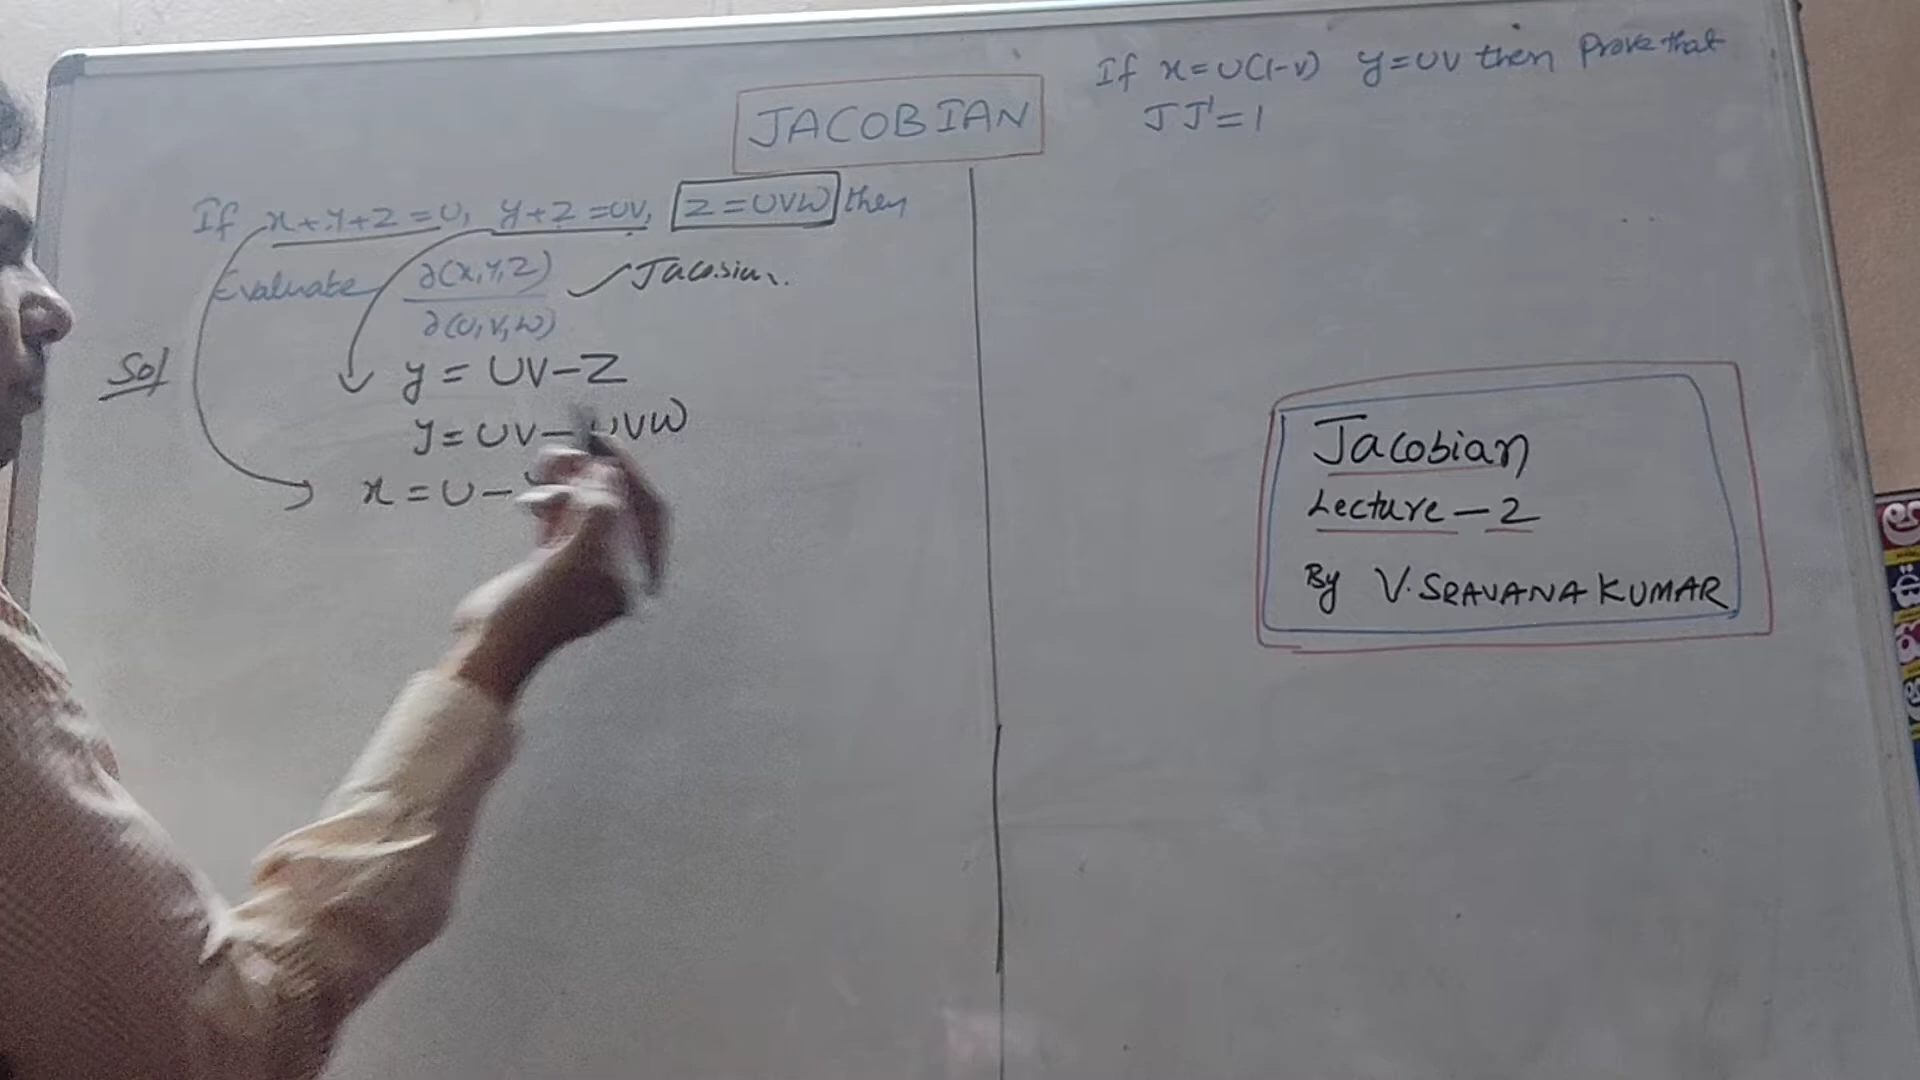 JACOBIAN
If x+y+z=u, y+z=uv, z=uvw then
Evaluate ∂(x,y,z)/∂(u,v,w) Jacobian.
Sol
y = uv-z
y = uv-uvw
x = u-
If x=u(1-v) y=uv then prove that
JJ'=1
Jacobian
Lecture-2
By V.SRAVANA KUMAR